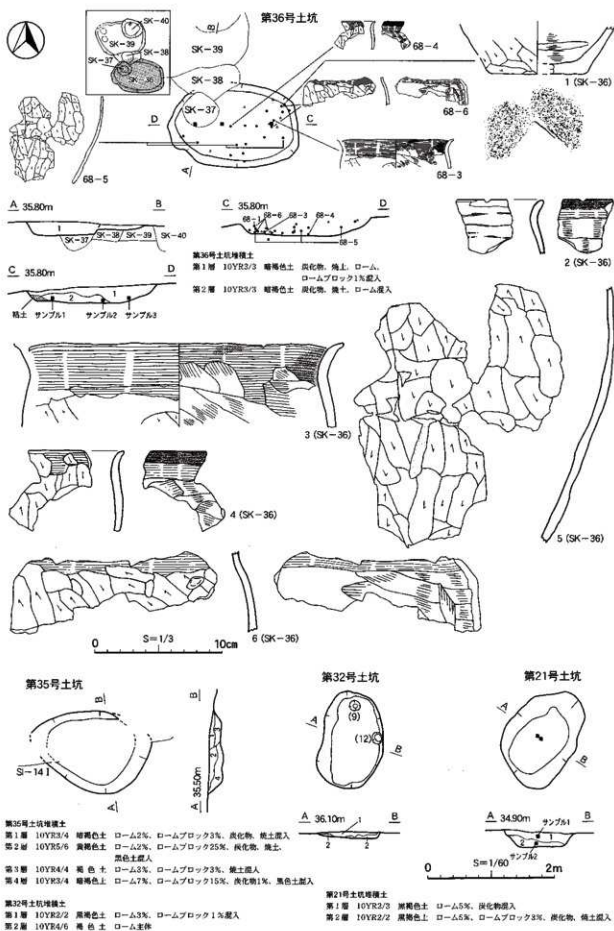 第36号土坑
SK-40
SK-39
SK-38
SK-37
SK-36
B
SK-39
SK-38
SK-37
D
C
A
68-4
68-6
68-3
68-5
1 (SK-36)
A 35.80m B
1
SK-37
SK-38
SK-39
SK-40
C 35.80m D
68-1
68-6
68-3
68-4
68-5
第36号土坑堆積土
第1層 10YR3/3 暗褐色土 炭化物、焼土、ローム、
ロームブロック1%混入
第2層 10YR3/3 暗褐色土 炭化物、焼土、ローム混入
C 35.80m D
2
1
粘土
サンプル1
サンプル2
サンプル3
2 (SK-36)
3 (SK-36)
4 (SK-36)
5 (SK-36)
6 (SK-36)
0 S=1/3 10cm
第35号土坑
B
SI-14
A
B
A 35.50m
4
第32号土坑
A
(9)
(12)
B
A 36.10m B
1
2
2
第21号土坑
A
B
A 34.90m B
サンプル1
1
2
サンプル2
0 S=1/60 2m
第35号土坑堆積土
第1層 10YR3/4 暗褐色土 ローム2%、ロームブロック3%、炭化物、焼土混入
第2層 10YR5/6 黄褐色土 ローム2%、ロームブロック25%、炭化物、焼土、
黒色土混入
第3層 10YR4/4 褐色土 ローム3%、ロームブロック3%、焼土混入
第4層 10YR3/4 暗褐色土 ローム7%、ロームブロック15%、炭化物1%、黒色土混入
第32号土坑堆積土
第1層 10YR2/2 黒褐色土 ローム3%、ロームブロック1%混入
第2層 10YR4/6 褐色土 ローム主体
第21号土坑堆積土
第1層 10YR2/3 黒褐色土 ローム5%、炭化物混入
第2層 10YR2/2 黒褐色土 ローム5%、ロームブロック3%、炭化物、焼土混入